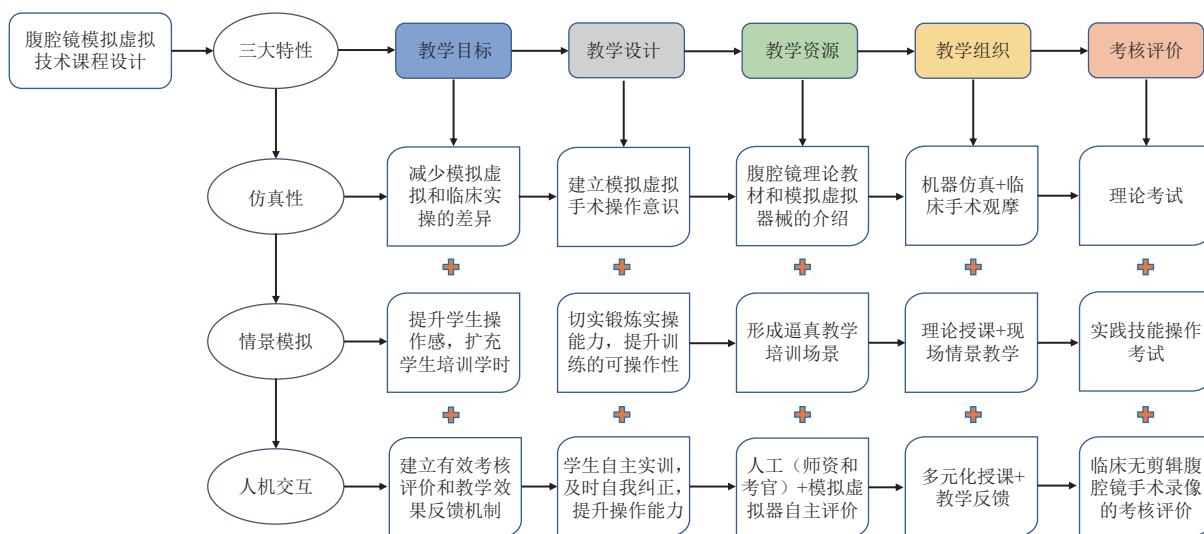 腹腔镜模拟虚拟
技术课程设计
三大特性
教学目标
教学设计
教学资源
教学组织
考核评价
仿真性
减少模拟虚
拟和临床实
操的差异
建立模拟虚拟
手术操作意识
腹腔镜理论教
材和模拟虚拟
器械的介绍
机器仿真+临
床手术观摩
理论考试
情景模拟
提升学生操
作感，扩充
学生培训学时
切实锻炼实操
能力，提升训
练的可操作性
形成逼真教学
培训场景
理论授课+现
场情景教学
实践技能操作
考试
人机交互
建立有效考核
评价和教学效
果反馈机制
学生自主实训，
及时自我纠正，
提升操作能力
人工（师资和
考官）+模拟虚
拟器自主评价
多元化授课+
教学反馈
临床无剪辑腹
腔镜手术录像
的考核评价